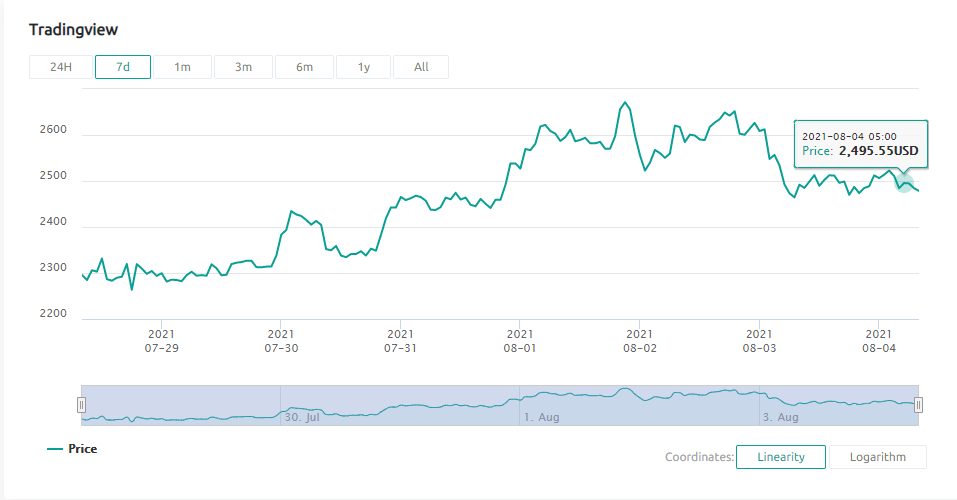 Tradingview
24H 7d 1m 3m 6m 1y All
2600
2500
2400
2300
2200
2021-08-04 05:00
Price: 2,495.55USD
2021 2021 2021 2021 2021 2021 2021
07-29 07-30 07-31 08-01 08-02 08-03 08-04
30. Jul 1. Aug 3. Aug
Price
Coordinates: Linearity Logarithm